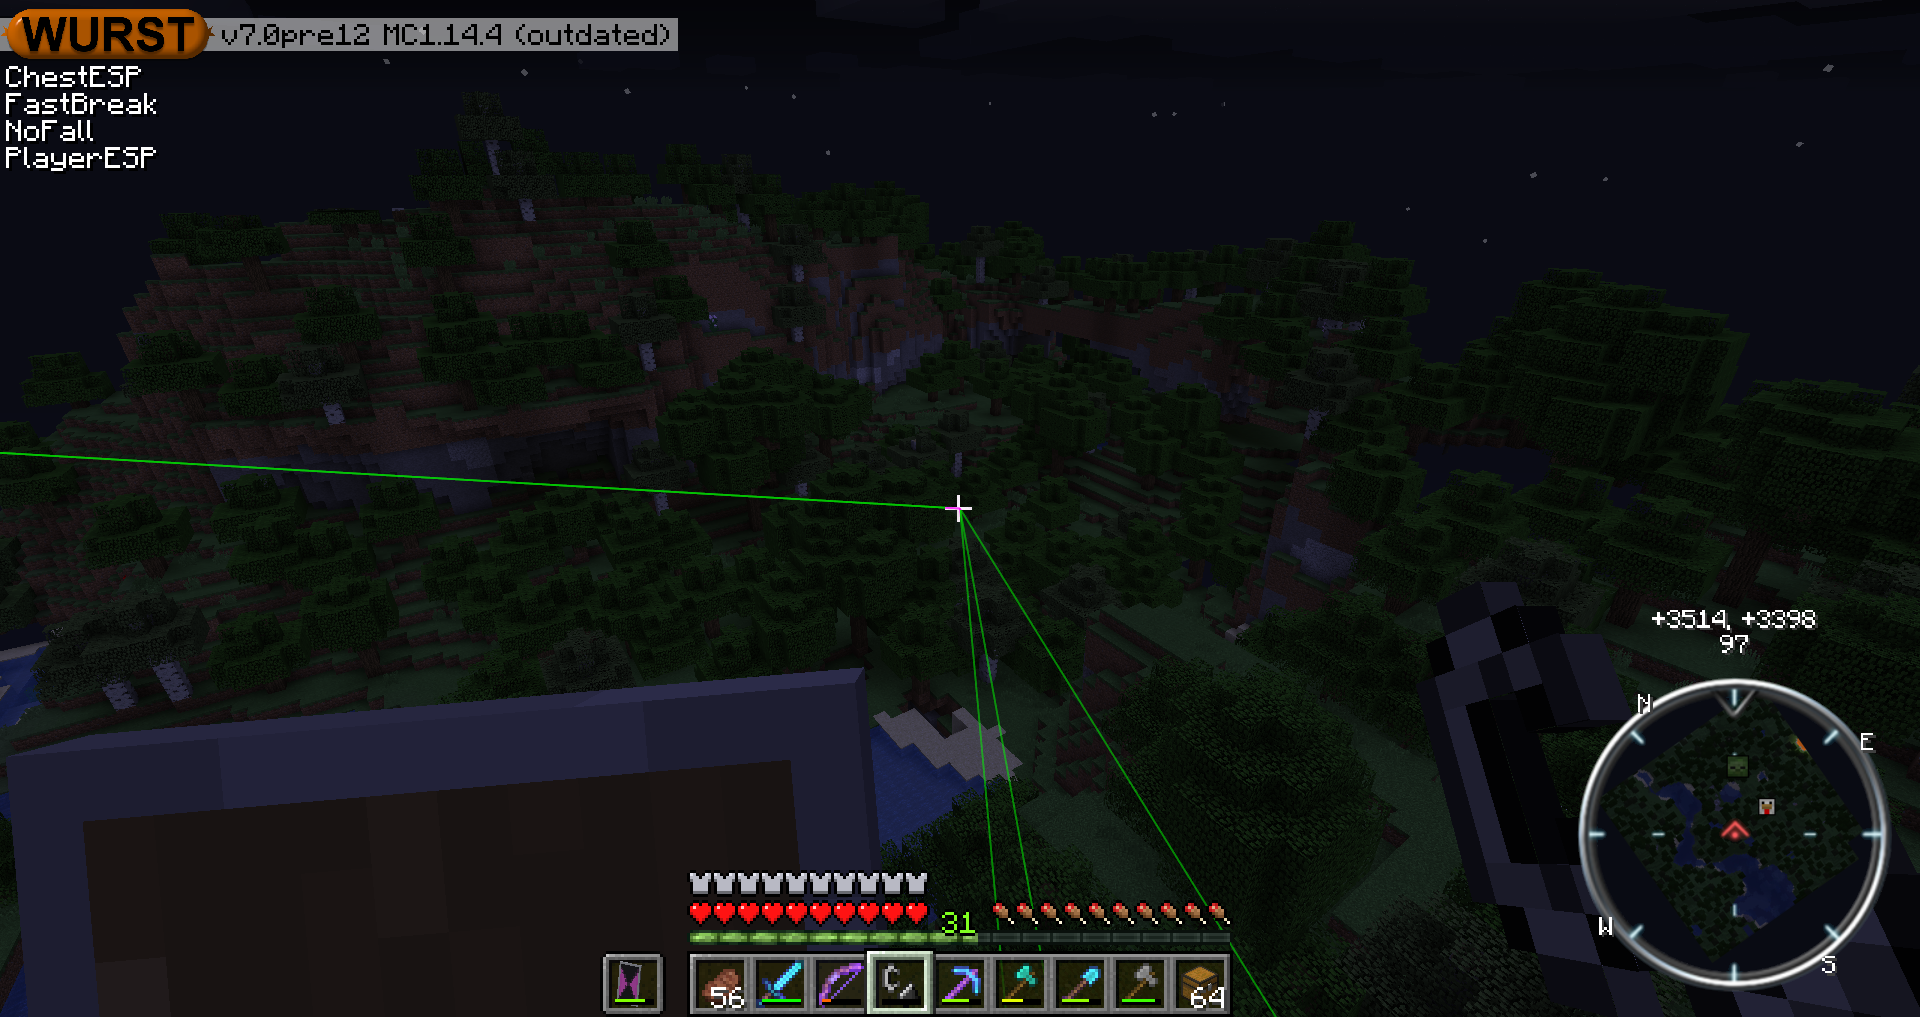 WURST v7.0pre12 MC1.14.4 (outdated)
ChestESP
FastBreak
NoFall
PlayerESP
+3514, +3398
97
N
E
W
S
31
56
64